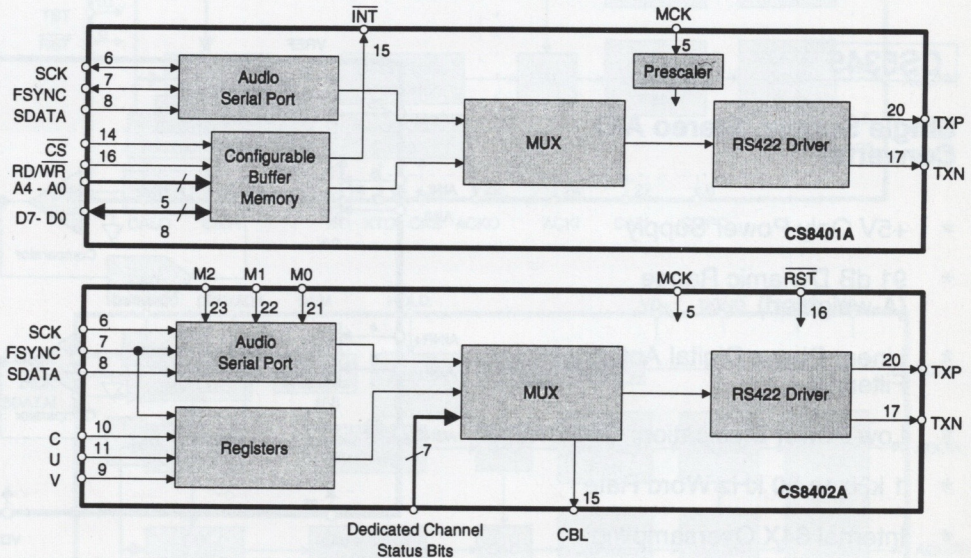 INT
MCK
15
5
SCK
6
FSYNC
7
SDATA
8
Audio
Serial Port
Prescaler
CS
14
RD/WR
16
A4 - A0
5
D7- D0
8
Configurable
Buffer
Memory
MUX
RS422 Driver
20
TXP
17
TXN
CS8401A
M2
M1
M0
MCK
RST
23
22
21
5
16
SCK
6
FSYNC
7
SDATA
8
Audio
Serial Port
C
10
U
11
V
9
Registers
MUX
RS422 Driver
20
TXP
17
TXN
7
15
CS8402A
Dedicated Channel
Status Bits
CBL